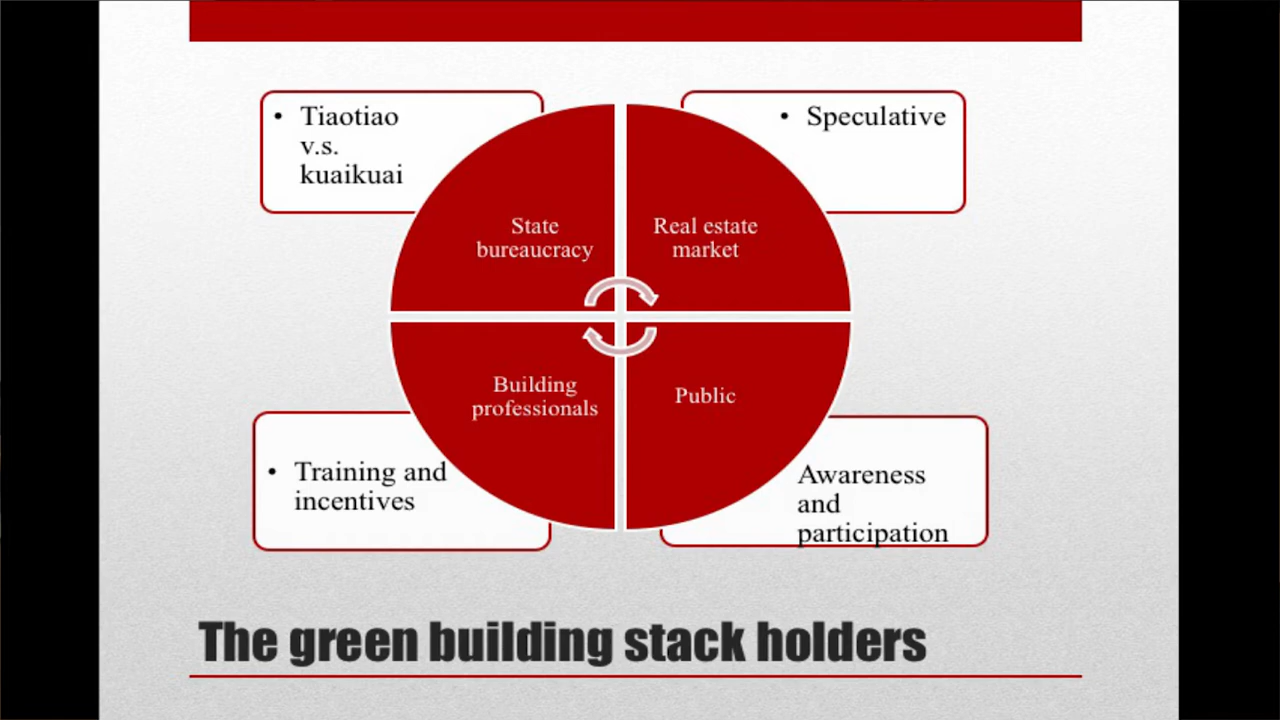 • Tiaotiao
v.s.
kuaikuai
• Speculative
State
bureaucracy
Real estate
market
Building
professionals
Public
• Training and
incentives
Awareness
and
participation
The green building stack holders